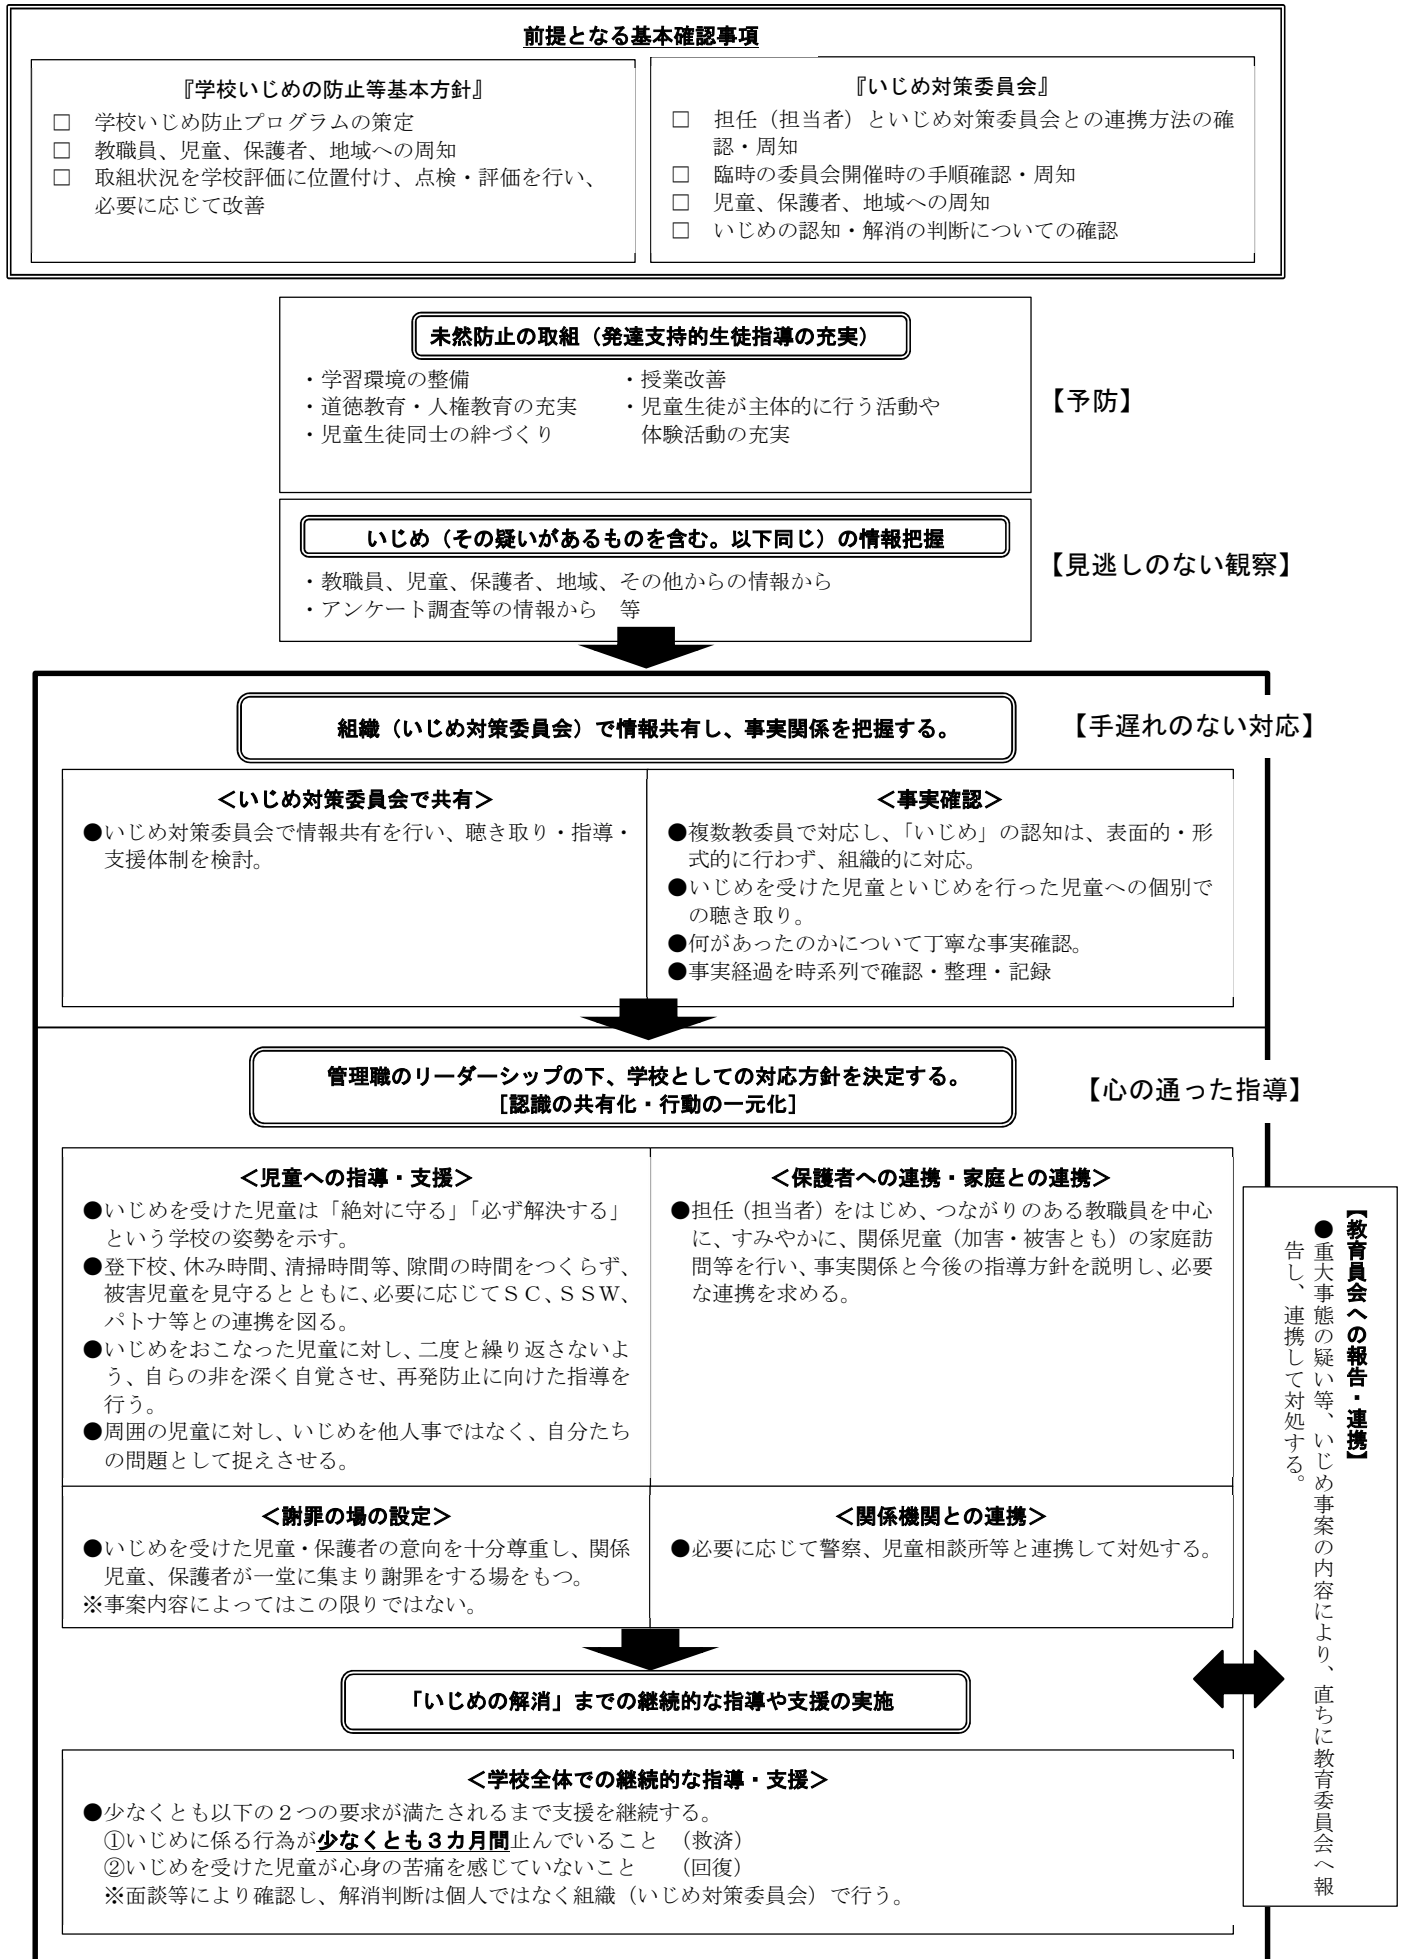 前提となる基本確認事項
『学校いじめの防止等基本方針』
□　学校いじめ防止プログラムの策定
□　教職員、児童、保護者、地域への周知
□　取組状況を学校評価に位置付け、点検・評価を行い、
必要に応じて改善
『いじめ対策委員会』
□　担任（担当者）といじめ対策委員会との連携方法の確
認・周知
□　臨時の委員会開催時の手順確認・周知
□　児童、保護者、地域への周知
□　いじめの認知・解消の判断についての確認
未然防止の取組（発達支持的生徒指導の充実）
・学習環境の整備
・道徳教育・人権教育の充実
・児童生徒同士の絆づくり
・授業改善
・児童生徒が主体的に行う活動や
体験活動の充実
【予防】
いじめ（その疑いがあるものを含む。以下同じ）の情報把握
・教職員、児童、保護者、地域、その他からの情報から
・アンケート調査等の情報から　等
【見逃しのない観察】
組織（いじめ対策委員会）で情報共有し、事実関係を把握する。
【手遅れのない対応】
＜いじめ対策委員会で共有＞
●いじめ対策委員会で情報共有を行い、聴き取り・指導・
支援体制を検討。
＜事実確認＞
●複数教委員で対応し、「いじめ」の認知は、表面的・形
式的に行わず、組織的に対応。
●いじめを受けた児童といじめを行った児童への個別で
の聴き取り。
●何があったのかについて丁寧な事実確認。
●事実経過を時系列で確認・整理・記録
管理職のリーダーシップの下、学校としての対応方針を決定する。
［認識の共有化・行動の一元化］
【心の通った指導】
＜児童への指導・支援＞
●いじめを受けた児童は「絶対に守る」「必ず解決する」
という学校の姿勢を示す。
●登下校、休み時間、清掃時間等、隙間の時間をつくらず、
被害児童を見守るとともに、必要に応じてＳＣ、ＳＳＷ、
パトナ等との連携を図る。
●いじめをおこなった児童に対し、二度と繰り返さないよ
う、自らの非を深く自覚させ、再発防止に向けた指導を
行う。
●周囲の児童に対し、いじめを他人事ではなく、自分たち
の問題として捉えさせる。
＜保護者への連携・家庭との連携＞
●担任（担当者）をはじめ、つながりのある教職員を中心
に、すみやかに、関係児童（加害・被害とも）の家庭訪
問等を行い、事実関係と今後の指導方針を説明し、必要
な連携を求める。
＜謝罪の場の設定＞
●いじめを受けた児童・保護者の意向を十分尊重し、関係
児童、保護者が一堂に集まり謝罪をする場をもつ。
※事案内容によってはこの限りではない。
＜関係機関との連携＞
●必要に応じて警察、児童相談所等と連携して対処する。
【教育員会への報告・連携】
●重大事態の疑い等、いじめ事案の内容により、直ちに教育委員会へ報
告し、連携して対処する。
「いじめの解消」までの継続的な指導や支援の実施
＜学校全体での継続的な指導・支援＞
●少なくとも以下の２つの要求が満たされるまで支援を継続する。
①いじめに係る行為が少なくとも３カ月間止んでいること　（救済）
②いじめを受けた児童が心身の苦痛を感じていないこと　　（回復）
※面談等により確認し、解消判断は個人ではなく組織（いじめ対策委員会）で行う。